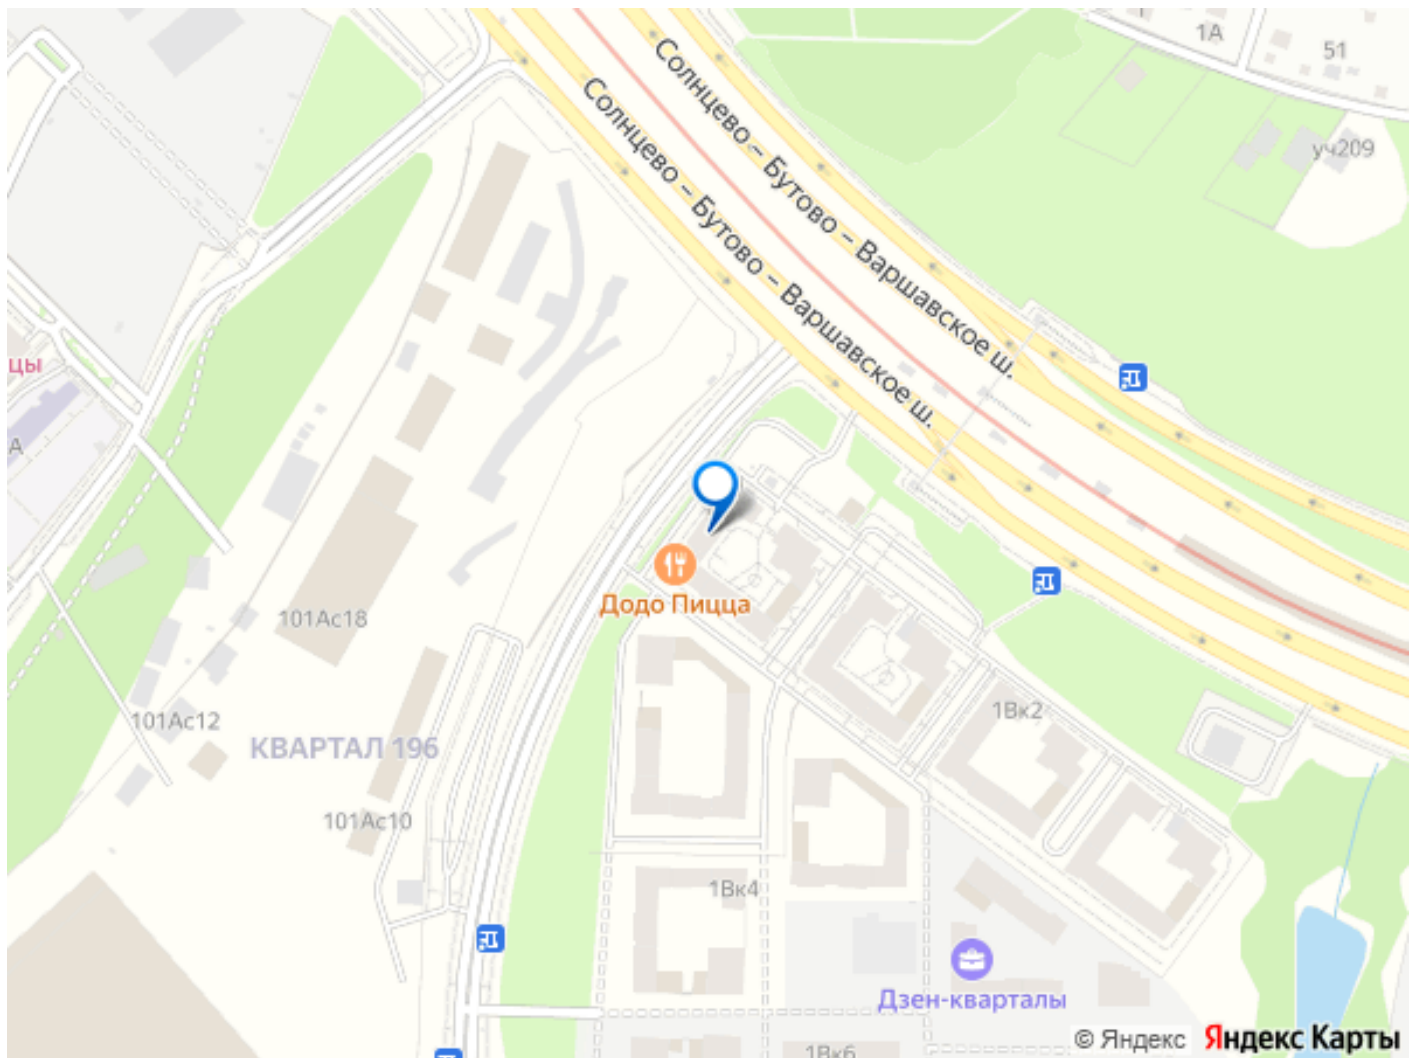 1
1А
51
уч209
Солнцево – Бутово – Варшавское ш.
Солнцево – Бутово – Варшавское ш.
цы
А
Додо Пицца
101Ас18
101Ас12
КВАРТАЛ 196
101Ас10
1Вк2
1Вк4
Дзен-кварталы
1Вк6
© Яндекс Яндекс Карты